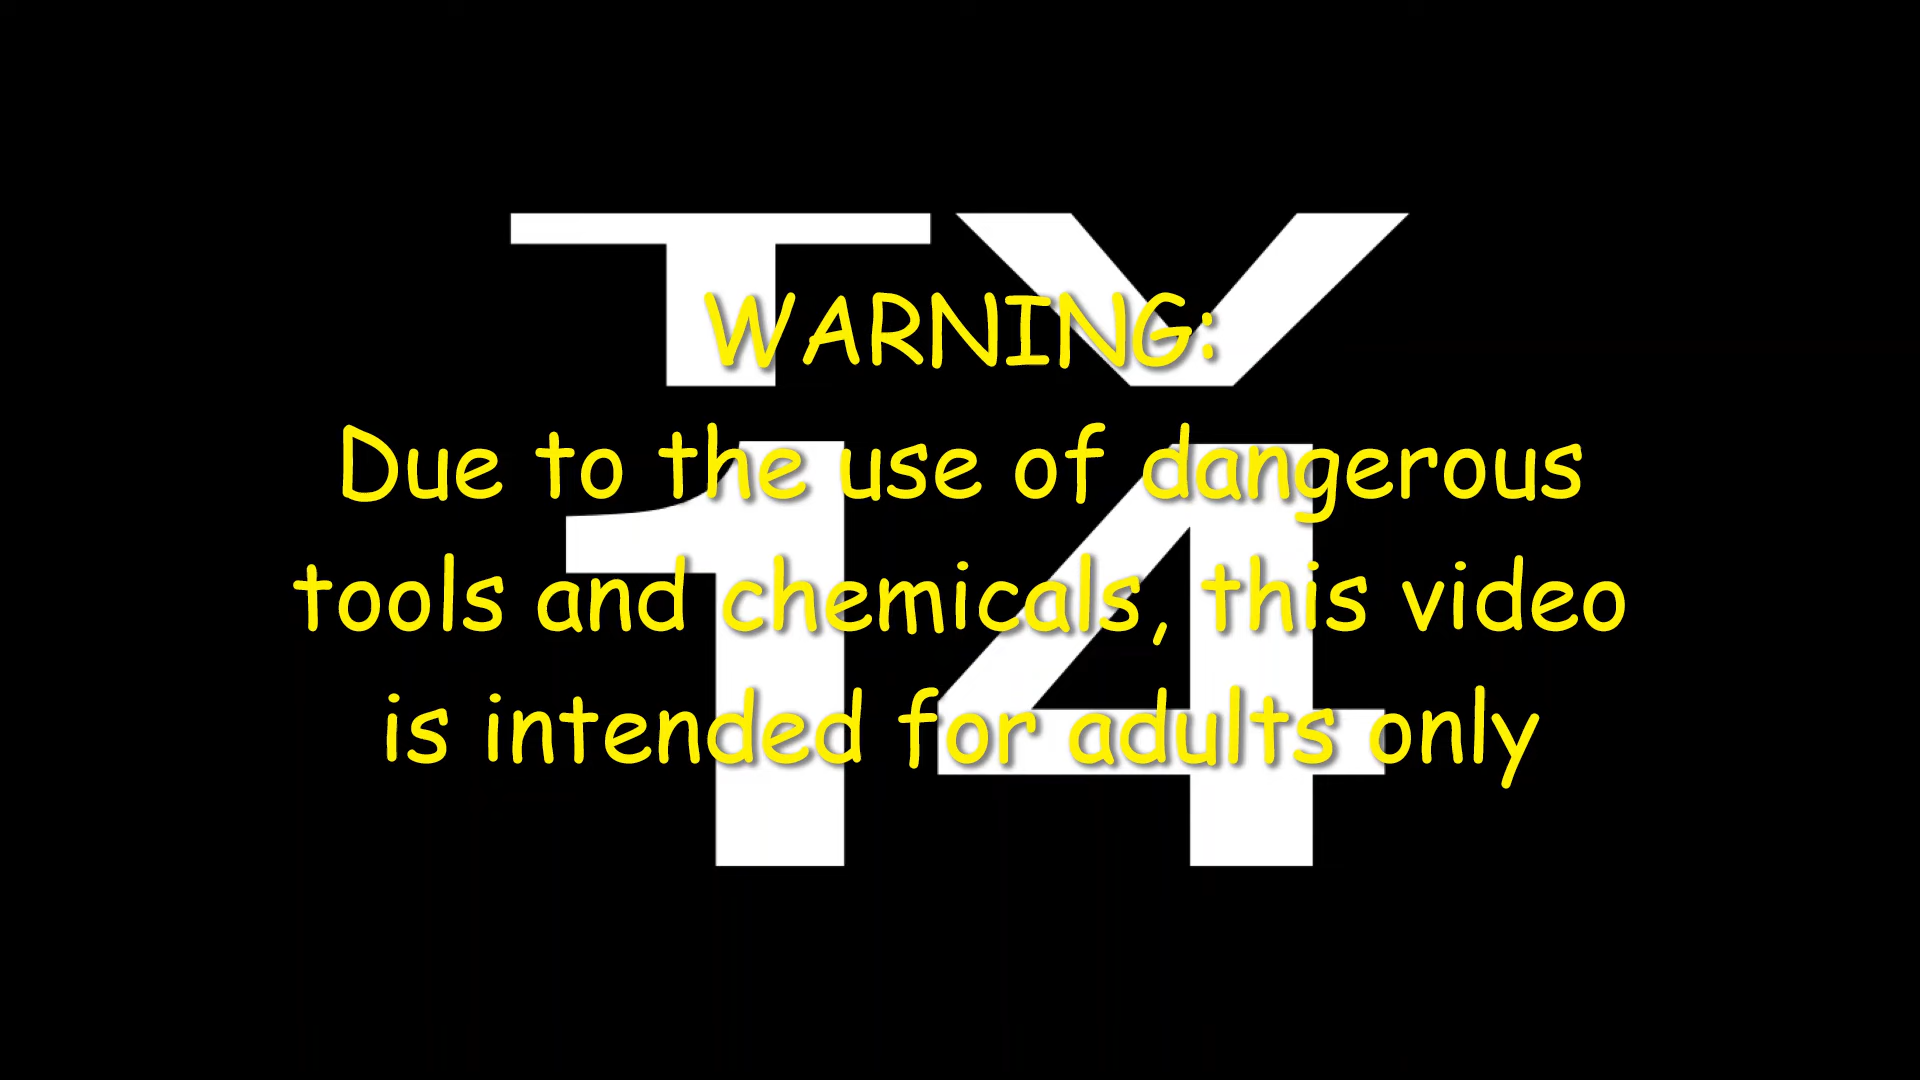 TV
14
WARNING:
Due to the use of dangerous
tools and chemicals, this video
is intended for adults only